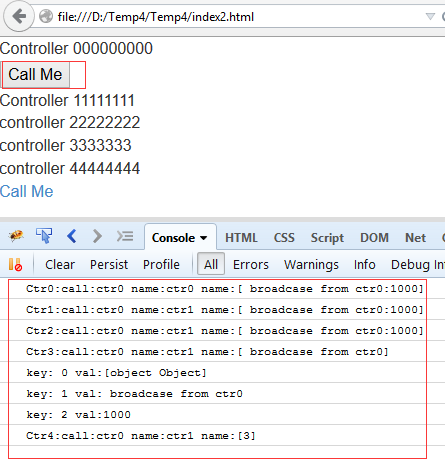 file:///D:/Temp4/Temp4/index2.html
Controller 000000000
Call Me
Controller 11111111
controller 22222222
controller 3333333
controller 44444444
Call Me
Console HTML CSS Script DOM Net
Clear Persist Profile All Errors Warnings Info Debug Inf
Ctr0:call:ctr0 name:ctr0 name:[ broadcase from ctr0:1000]
Ctr1:call:ctr0 name:ctr1 name:[ broadcase from ctr0:1000]
Ctr2:call:ctr0 name:ctr1 name:[ broadcase from ctr0:1000]
Ctr3:call:ctr0 name:ctr1 name:[ broadcase from ctr0]
key: 0 val:[object Object]
key: 1 val: broadcase from ctr0
key: 2 val:1000
Ctr4:call:ctr0 name:ctr1 name:[3]